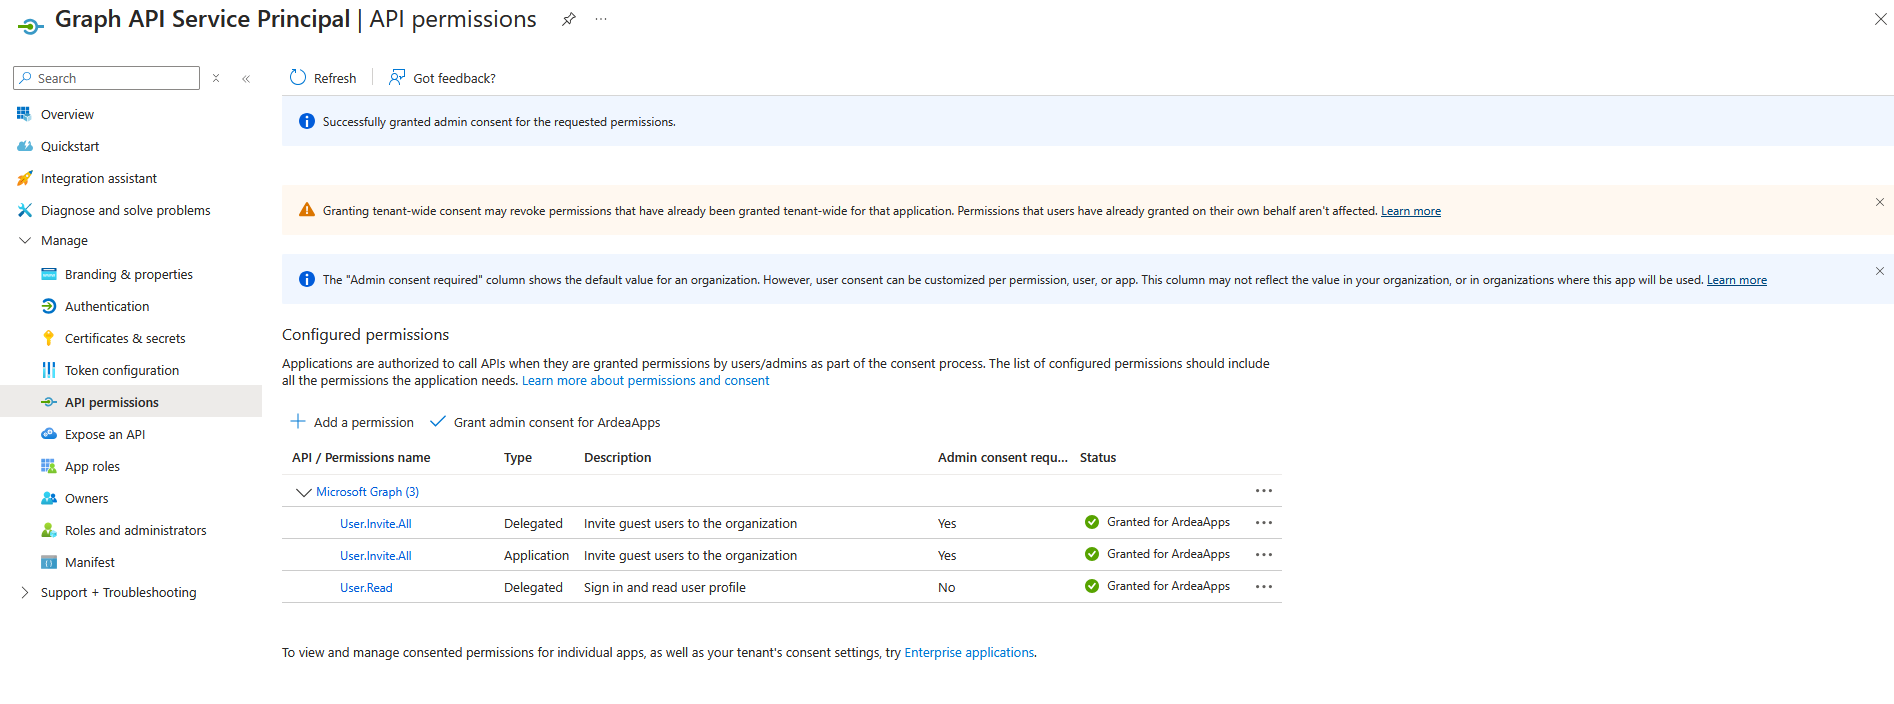 Graph API Service Principal | API permissions
Search
Refresh
Got feedback?
Overview
Quickstart
Integration assistant
Diagnose and solve problems
Manage
Branding & properties
Authentication
Certificates & secrets
Token configuration
API permissions
Expose an API
App roles
Owners
Roles and administrators
Manifest
Support + Troubleshooting
Successfully granted admin consent for the requested permissions.
Granting tenant-wide consent may revoke permissions that have already been granted tenant-wide for that application. Permissions that users have already granted on their own behalf aren't affected. Learn more
The "Admin consent required" column shows the default value for an organization. However, user consent can be customized per permission, user, or app. This column may not reflect the value in your organization, or in organizations where this app will be used. Learn more
Configured permissions
Applications are authorized to call APIs when they are granted permissions by users/admins as part of the consent process. The list of configured permissions should include
all the permissions the application needs. Learn more about permissions and consent
Add a permission
Grant admin consent for ArdeaApps
API / Permissions name Type Description Admin consent requ... Status
Microsoft Graph (3)
User.Invite.All Delegated Invite guest users to the organization Yes Granted for ArdeaApps
User.Invite.All Application Invite guest users to the organization Yes Granted for ArdeaApps
User.Read Delegated Sign in and read user profile No Granted for ArdeaApps
To view and manage consented permissions for individual apps, as well as your tenant's consent settings, try Enterprise applications.